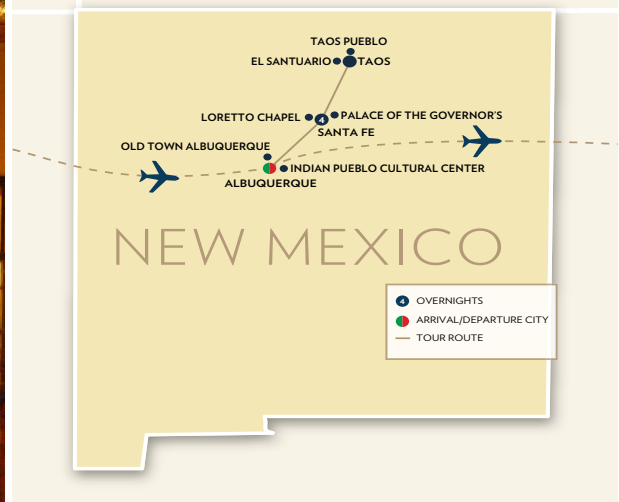 TAOS PUEBLO
EL SANTUARIO
TAOS
LORETTO CHAPEL
4
PALACE OF THE GOVERNOR'S
SANTA FE
OLD TOWN ALBUQUERQUE
INDIAN PUEBLO CULTURAL CENTER
ALBUQUERQUE
NEW MEXICO
4 OVERNIGHTS
ARRIVAL/DEPARTURE CITY
TOUR ROUTE